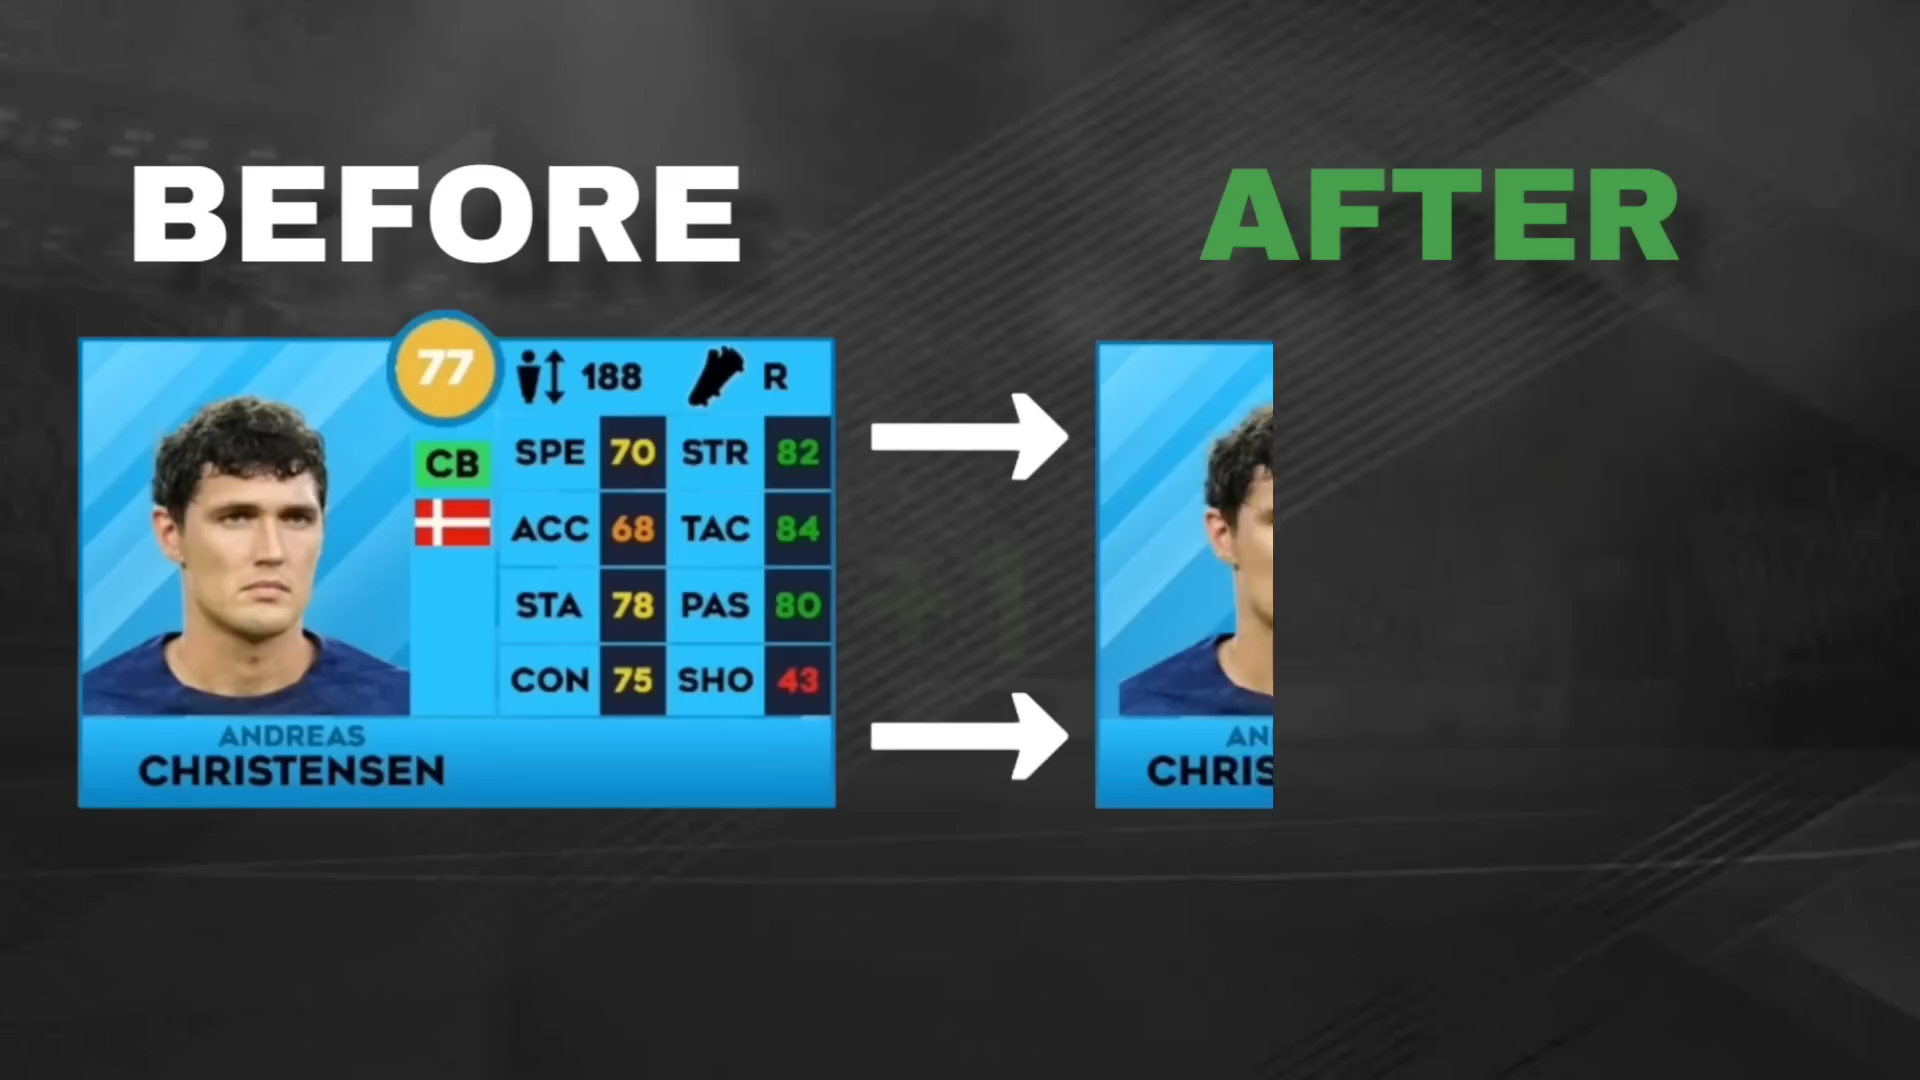 BEFORE
AFTER
77
188
R
CB
SPE 70 STR 82
ACC 68 TAC 84
STA 78 PAS 80
CON 75 SHO 43
ANDREAS
CHRISTENSEN
AN
CHRIS